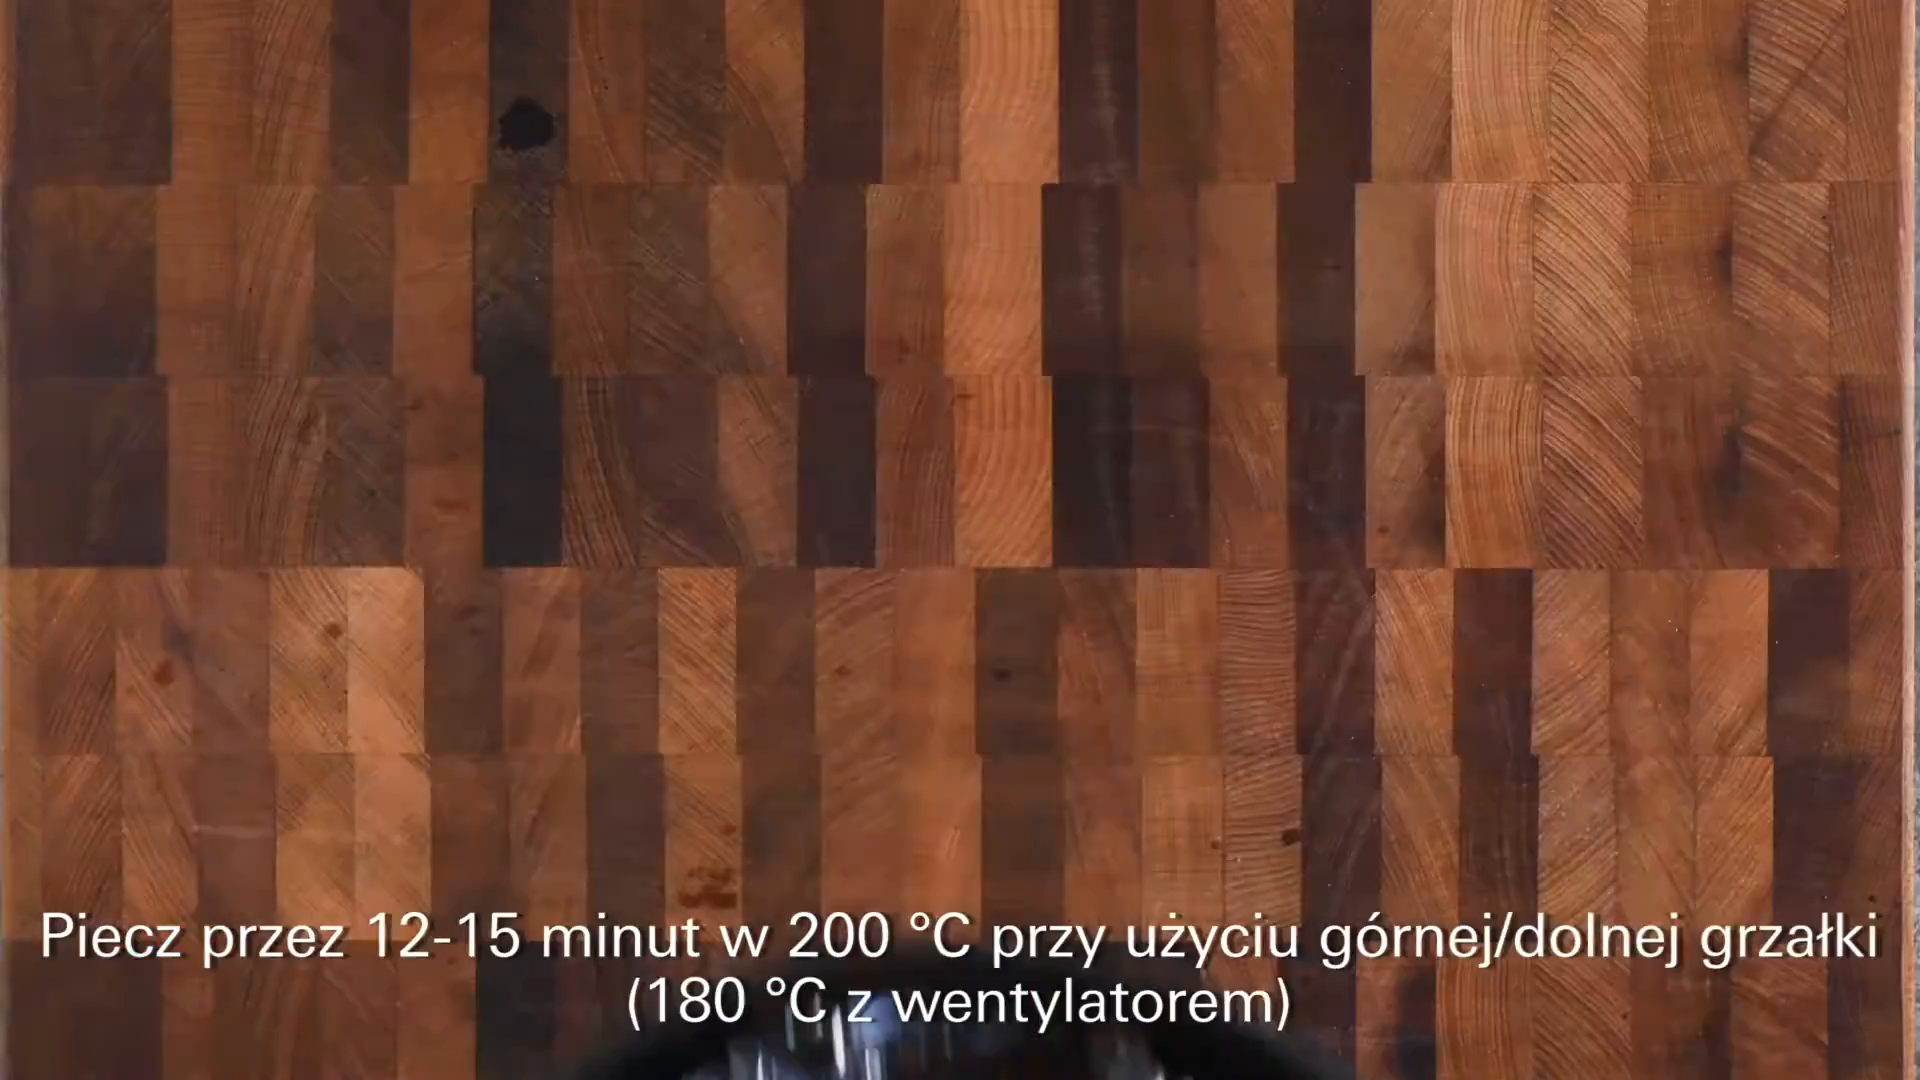 Piecz przez 12-15 minut w 200 °C przy użyciu górnej/dolnej grzałki
(180 °C z wentylatorem)